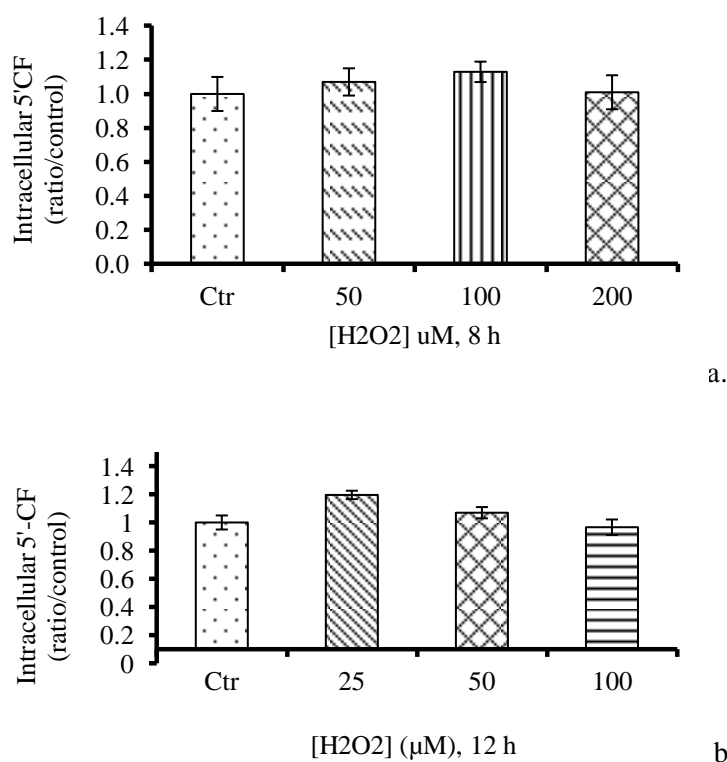 Intracellular 5'CF
(ratio/control)
1.4
1.2
1.0
0.8
0.6
0.4
0.2
0.0
Ctr
50
100
200
[H2O2] uM, 8 h
a.
Intracellular 5'-CF
(ratio/control)
1.4
1.2
1
0.8
0.6
0.4
0.2
0
Ctr
25
50
100
[H2O2] (µM), 12 h
b